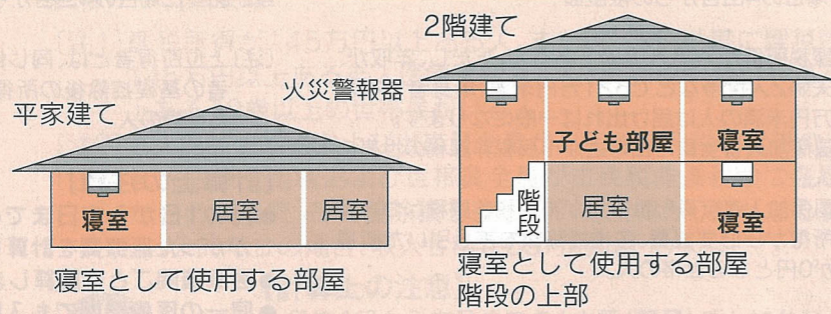 2階建て
火災警報器
平家建て
子ども部屋
寝室
寝室
居室
居室
階段
居室
寝室
寝室として使用する部屋
寝室として使用する部屋
階段の上部